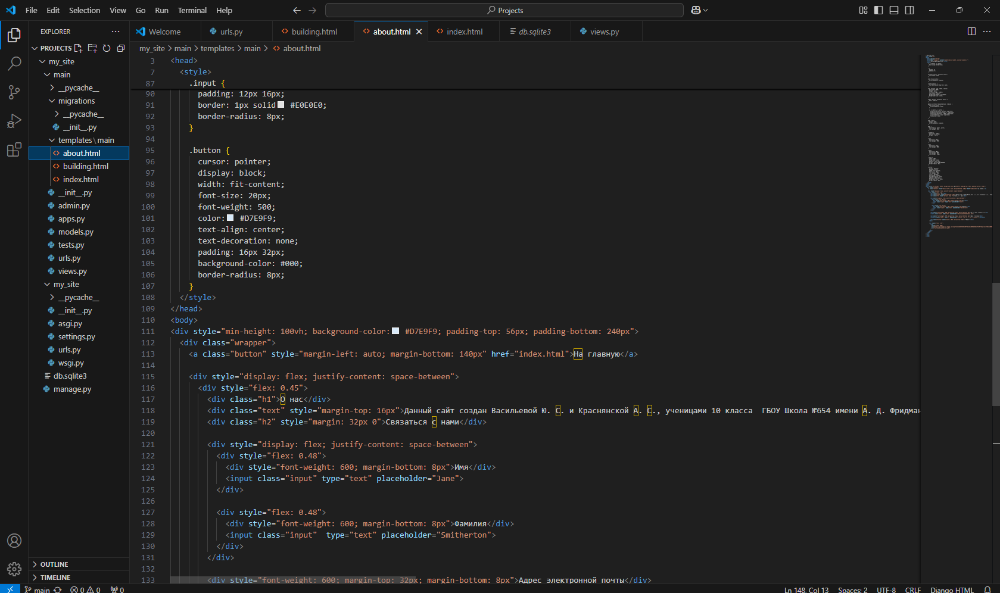 File Edit Selection View Go Run Terminal Help
Projects
EXPLORER
PROJECTS
my_site
main
__pycache__
migrations
__pycache__
__init__.py
templates\main
about.html
building.html
index.html
__init__.py
admin.py
apps.py
models.py
tests.py
urls.py
views.py
my_site
__pycache__
__init__.py
asgi.py
settings.py
urls.py
wsgi.py
db.sqlite3
manage.py
OUTLINE
TIMELINE
Welcome urls.py building.html about.html index.html db.sqlite3 views.py
my_site > main > templates > main > about.html
3 <head>
7 <style>
87 .input {
90 padding: 12px 16px;
91 border: 1px solid #E0E0E0;
92 border-radius: 8px;
93 }
94
95 .button {
96 cursor: pointer;
97 display: block;
98 width: fit-content;
99 font-size: 20px;
100 font-weight: 500;
101 color: #D7E9F9;
102 text-align: center;
103 text-decoration: none;
104 padding: 16px 32px;
105 background-color: #000;
106 border-radius: 8px;
107 }
108 </style>
109 </head>
110 <body>
111 <div style="min-height: 100vh; background-color: #D7E9F9; padding-top: 56px; padding-bottom: 240px">
112 <div class="wrapper">
113 <a class="button" style="margin-left: auto; margin-bottom: 140px" href="index.html">На главную</a>
114
115 <div style="display: flex; justify-content: space-between">
116 <div style="flex: 0.45">
117 <div class="h1">О нас</div>
118 <div class="text" style="margin-top: 16px">Данный сайт создан Васильевой Ю. С. и Краснянской А. С., ученицами 10 класса  ГБОУ Школа №654 имени А. Д. Фридман
119 <div class="h2" style="margin: 32px 0">Связаться с нами</div>
120
121 <div style="display: flex; justify-content: space-between">
122 <div style="flex: 0.48">
123 <div style="font-weight: 600; margin-bottom: 8px">Имя</div>
124 <input class="input" type="text" placeholder="Jane">
125 </div>
126
127 <div style="flex: 0.48">
128 <div style="font-weight: 600; margin-bottom: 8px">Фамилия</div>
129 <input class="input"  type="text" placeholder="Smitherton">
130 </div>
131 </div>
132
133 <div style="font-weight: 600; margin-top: 32px; margin-bottom: 8px">Адрес электронной почты</div>
main 0 0 0 Ln 148, Col 13 Spaces: 2 UTF-8 CRLF Django HTML